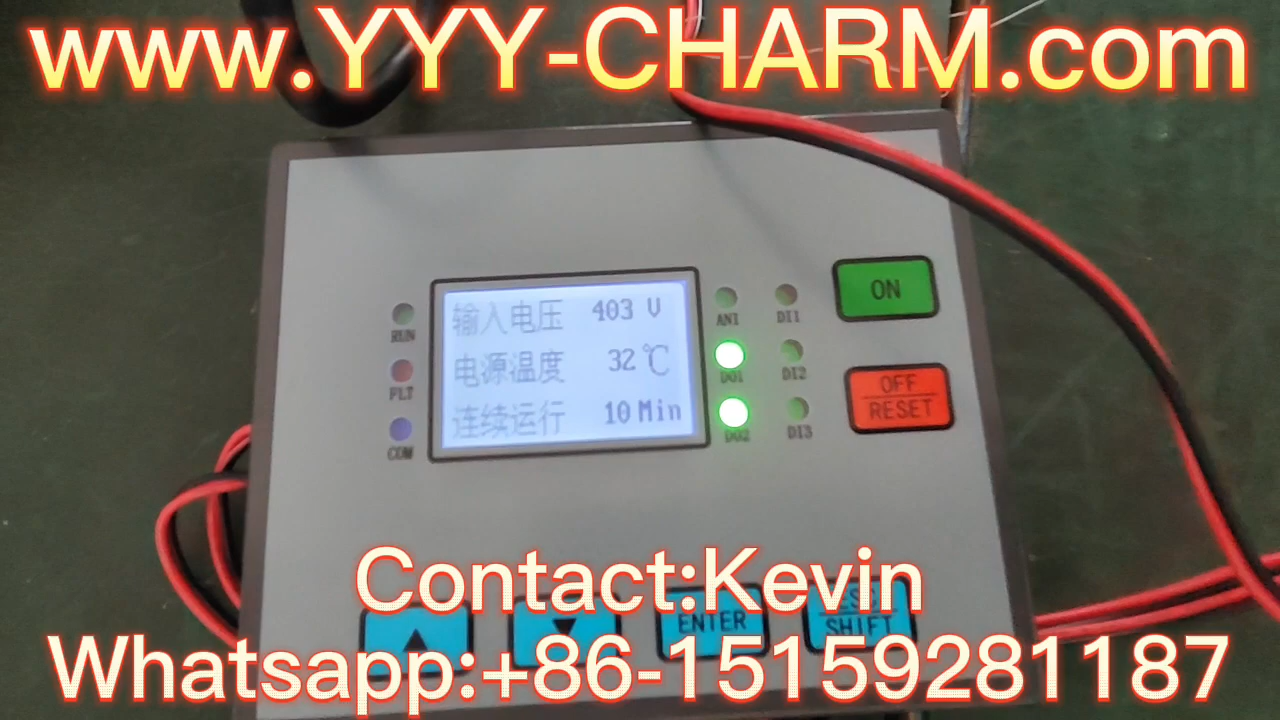 www.YYY-CHARM.com
输入电压 403 V
电源温度 32℃
连续运行 10 Min
RUN
FLT
COM
AN1 DI1
DO1 DI2
DO2 DI3
ON
OFF
RESET
Contact:Kevin
ENTER
SHIFT
Whatsapp:+86-15159281187